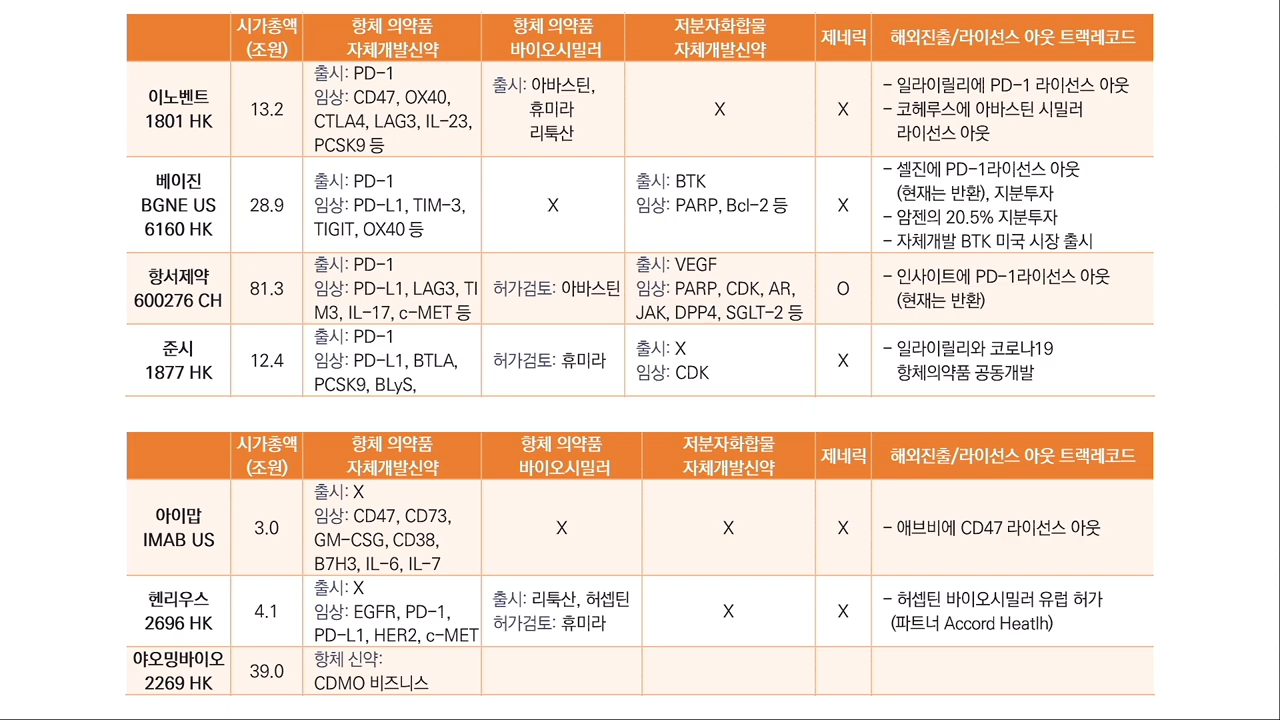 시가총액
(조원)
항체 의약품
자체개발신약
항체 의약품
바이오시밀러
저분자화합물
자체개발신약
제네릭
해외진출/라이선스 아웃 트랙레코드
이노벤트
1801 HK
13.2
출시: PD-1
임상: CD47, OX40,
CTLA4, LAG3, IL-23,
PCSK9 등
출시: 아바스틴,
휴미라
리툭산
X
X
- 일라이릴리에 PD-1 라이선스 아웃
- 코헤루스에 아바스틴 시밀러
라이선스 아웃
베이진
BGNE US
6160 HK
28.9
출시: PD-1
임상: PD-L1, TIM-3,
TIGIT, OX40 등
X
출시: BTK
임상: PARP, Bcl-2 등
X
- 셀진에 PD-1라이선스 아웃
(현재는 반환), 지분투자
- 암젠의 20.5% 지분투자
- 자체개발 BTK 미국 시장 출시
항서제약
600276 CH
81.3
출시: PD-1
임상: PD-L1, LAG3, TI
M3, IL-17, c-MET 등
허가검토: 아바스틴
출시: VEGF
임상: PARP, CDK, AR,
JAK, DPP4, SGLT-2 등
O
- 인사이트에 PD-1라이선스 아웃
(현재는 반환)
준시
1877 HK
12.4
출시: PD-1
임상: PD-L1, BTLA,
PCSK9, BLyS,
허가검토: 휴미라
출시: X
임상: CDK
X
- 일라이릴리와 코로나19
항체의약품 공동개발
시가총액
(조원)
항체 의약품
자체개발신약
항체 의약품
바이오시밀러
저분자화합물
자체개발신약
제네릭
해외진출/라이선스 아웃 트랙레코드
아이맙
IMAB US
3.0
출시: X
임상: CD47, CD73,
GM-CSG, CD38,
B7H3, IL-6, IL-7
X
X
X
- 애브비에 CD47 라이선스 아웃
헨리우스
2696 HK
4.1
출시: X
임상: EGFR, PD-1,
PD-L1, HER2, c-MET
출시: 리툭산, 허셉틴
허가검토: 휴미라
X
X
- 허셉틴 바이오시밀러 유럽 허가
(파트너 Accord Heatlh)
야오밍바이오
2269 HK
39.0
항체 신약:
CDMO 비즈니스